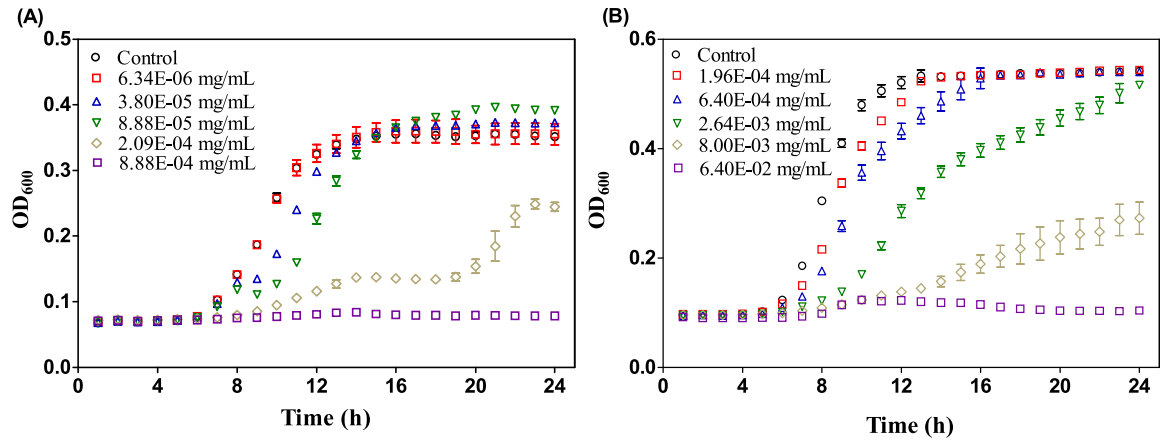 (A)
0.5
0.4
0.3
0.2
0.1
0.0
OD600
Control
6.34E-06 mg/mL
3.80E-05 mg/mL
8.88E-05 mg/mL
2.09E-04 mg/mL
8.88E-04 mg/mL
0 4 8 12 16 20 24
Time (h)
(B)
0.6
0.4
0.2
0.0
OD600
Control
1.96E-04 mg/mL
6.40E-04 mg/mL
2.64E-03 mg/mL
8.00E-03 mg/mL
6.40E-02 mg/mL
0 4 8 12 16 20 24
Time (h)